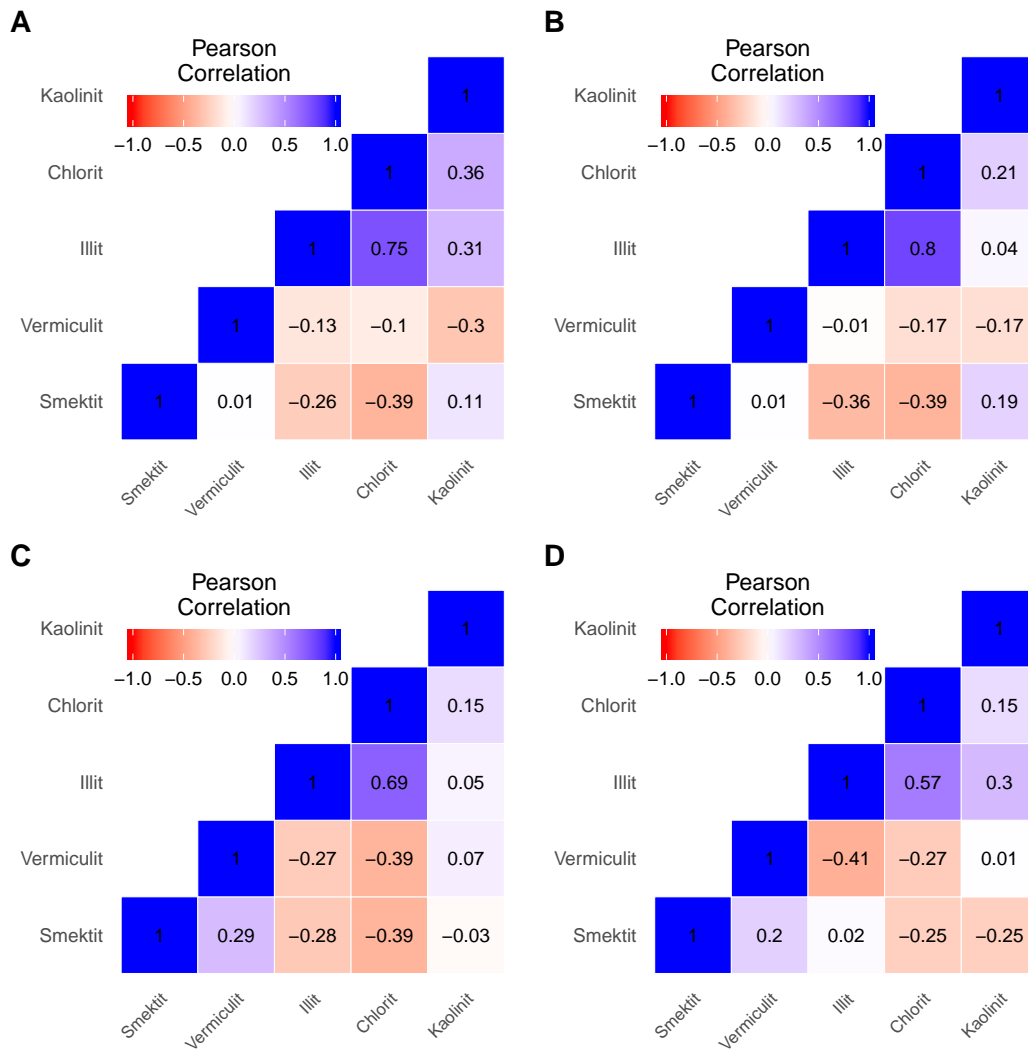 A
Pearson
Correlation
−1.0 −0.5 0.0 0.5 1.0
Kaolinit 1
Chlorit 1 0.36
Illit 1 0.75 0.31
Vermiculit 1 −0.13 −0.1 −0.3
Smektit 1 0.01 −0.26 −0.39 0.11
Smektit Vermiculit Illit Chlorit Kaolinit
B
Pearson
Correlation
−1.0 −0.5 0.0 0.5 1.0
Kaolinit 1
Chlorit 1 0.21
Illit 1 0.8 0.04
Vermiculit 1 −0.01 −0.17 −0.17
Smektit 1 0.01 −0.36 −0.39 0.19
Smektit Vermiculit Illit Chlorit Kaolinit
C
Pearson
Correlation
−1.0 −0.5 0.0 0.5 1.0
Kaolinit 1
Chlorit 1 0.15
Illit 1 0.69 0.05
Vermiculit 1 −0.27 −0.39 0.07
Smektit 1 0.29 −0.28 −0.39 −0.03
Smektit Vermiculit Illit Chlorit Kaolinit
D
Pearson
Correlation
−1.0 −0.5 0.0 0.5 1.0
Kaolinit 1
Chlorit 1 0.15
Illit 1 0.57 0.3
Vermiculit 1 −0.41 −0.27 0.01
Smektit 1 0.2 0.02 −0.25 −0.25
Smektit Vermiculit Illit Chlorit Kaolinit